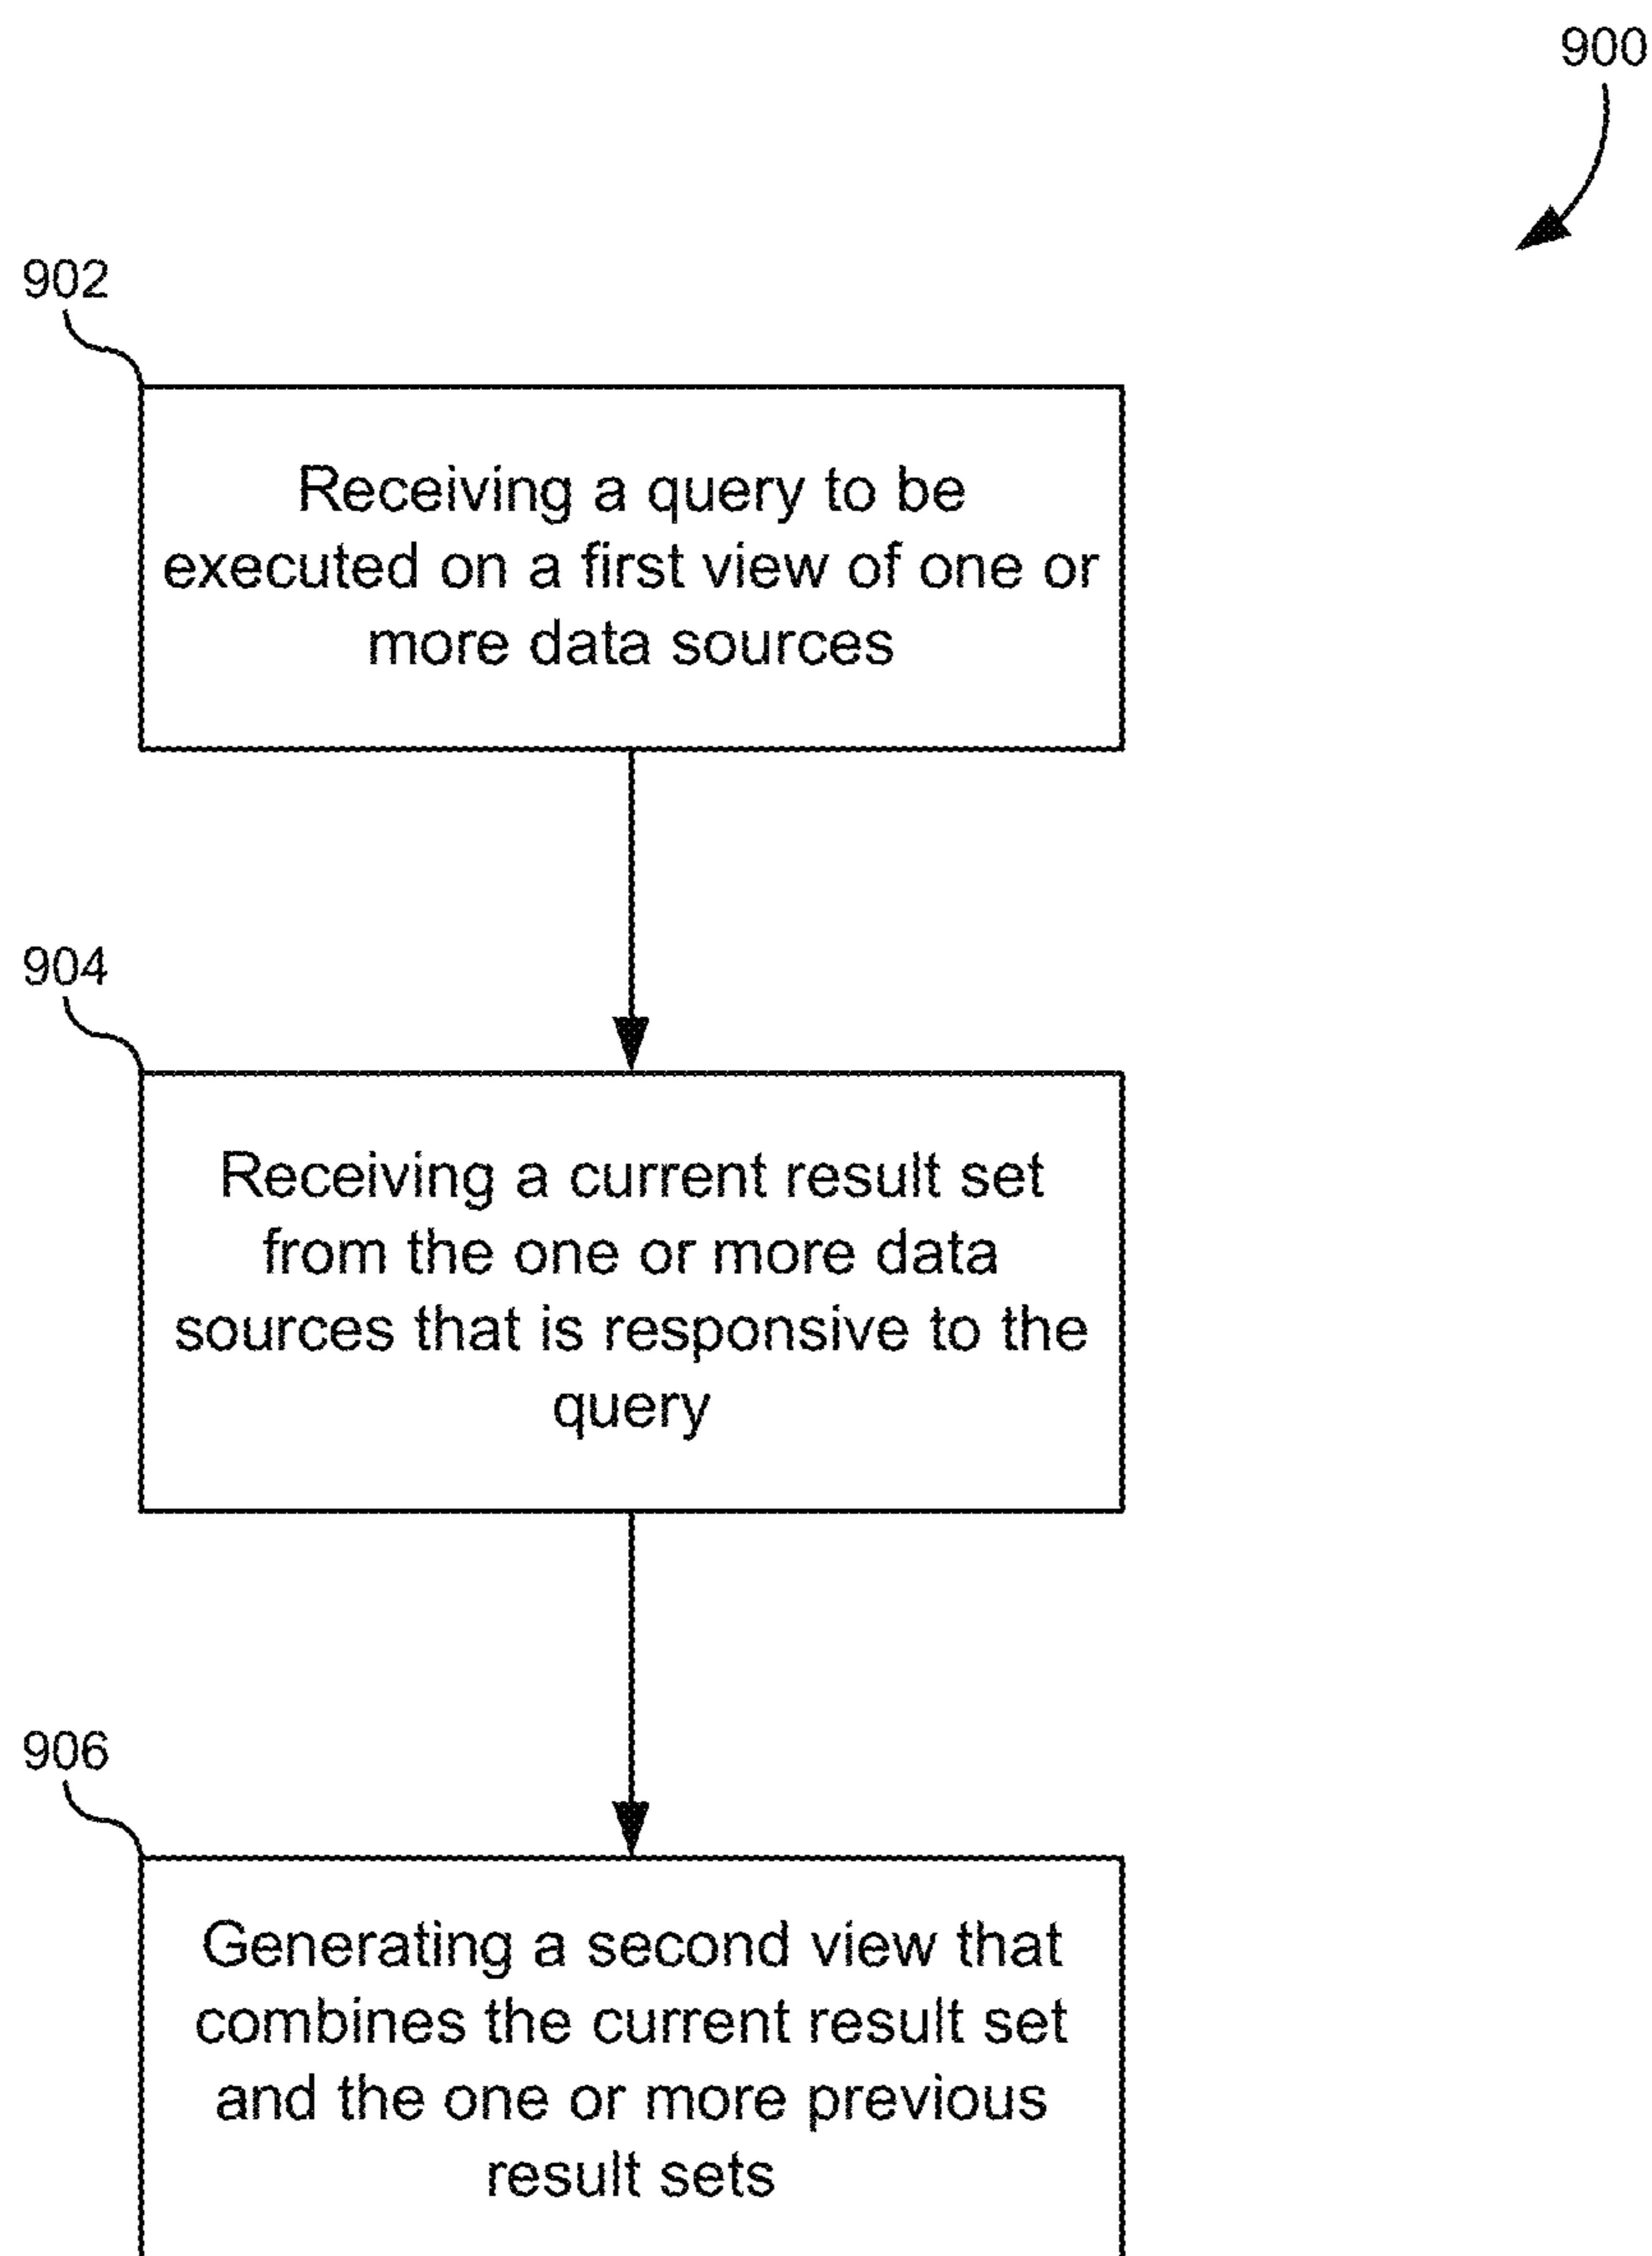 900
902
Receiving a query to be
executed on a first view of one or
more data sources
904
Receiving a current result set
from the one or more data
sources that is responsive to the
query
906
Generating a second view that
combines the current result set
and the one or more previous
result sets